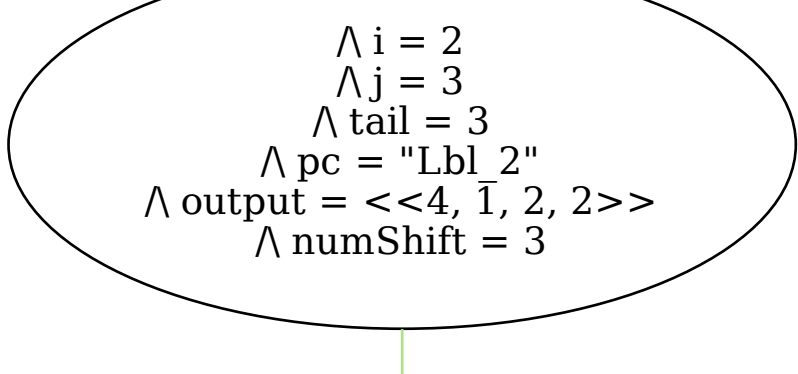 /\ i = 2
/\ j = 3
/\ tail = 3
/\ pc = "Lbl_2"
/\ output = <<4, 1, 2, 2>>
/\ numShift = 3